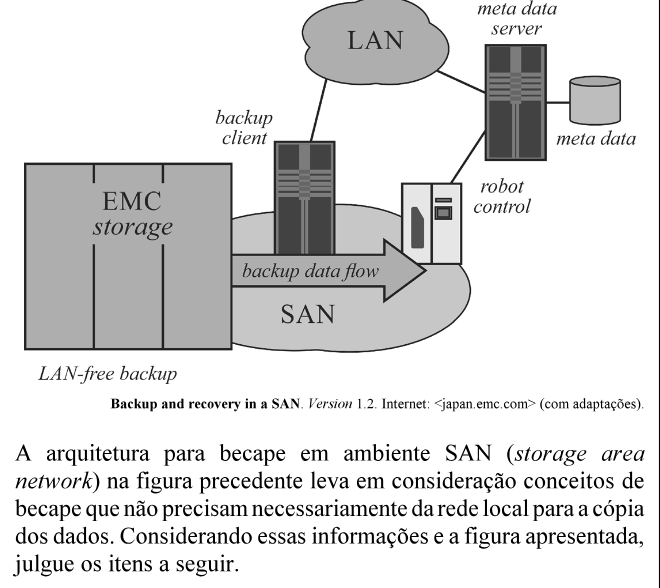 meta data
server
LAN
backup
client
meta data
EMC
storage
robot
control
backup data flow
SAN
LAN-free backup
Backup and recovery in a SAN. Version 1.2. Internet: <japan.emc.com> (com adaptações).
A arquitetura para becape em ambiente SAN (storage area
network) na figura precedente leva em consideração conceitos de
becape que não precisam necessariamente da rede local para a cópia
dos dados. Considerando essas informações e a figura apresentada,
julgue os itens a seguir.